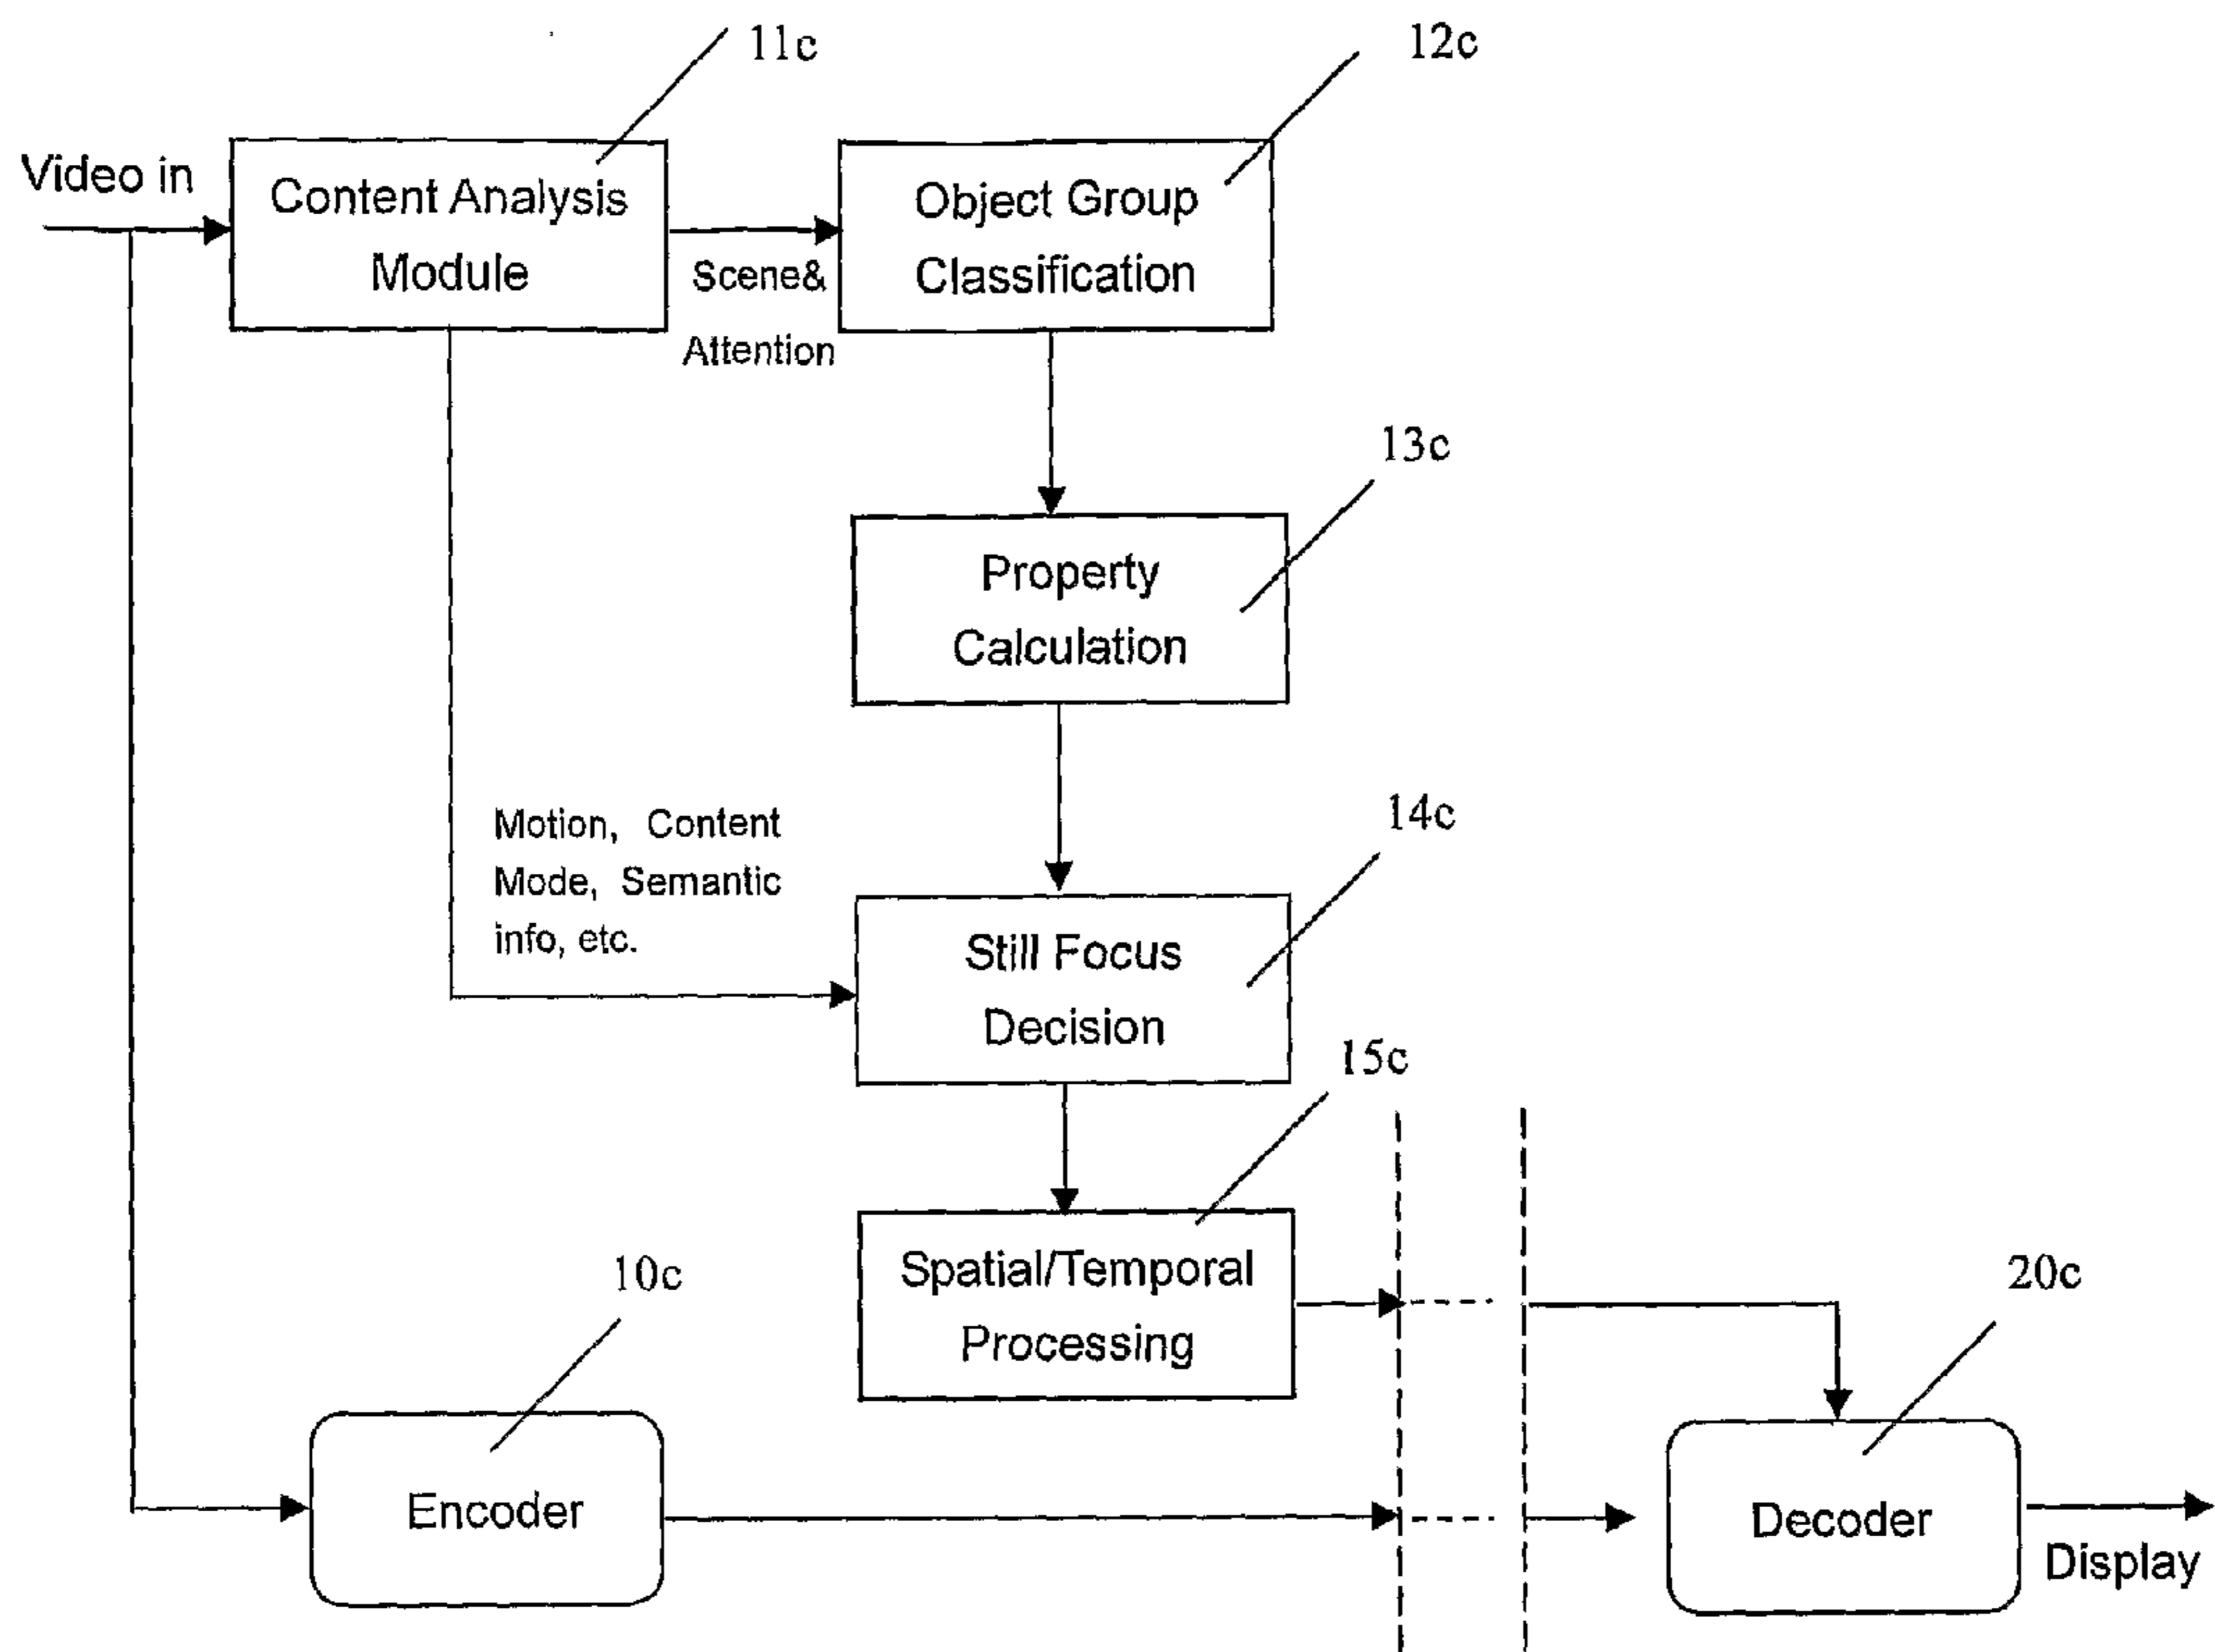 11c
12c
Video in
Content Analysis
Module
Scene&
Attention
Object Group
Classification
13c
Property
Calculation
14c
Motion, Content
Mode, Semantic
info, etc.
Still Focus
Decision
15c
Spatial/Temporal
Processing
10c
20c
Encoder
Decoder
Display